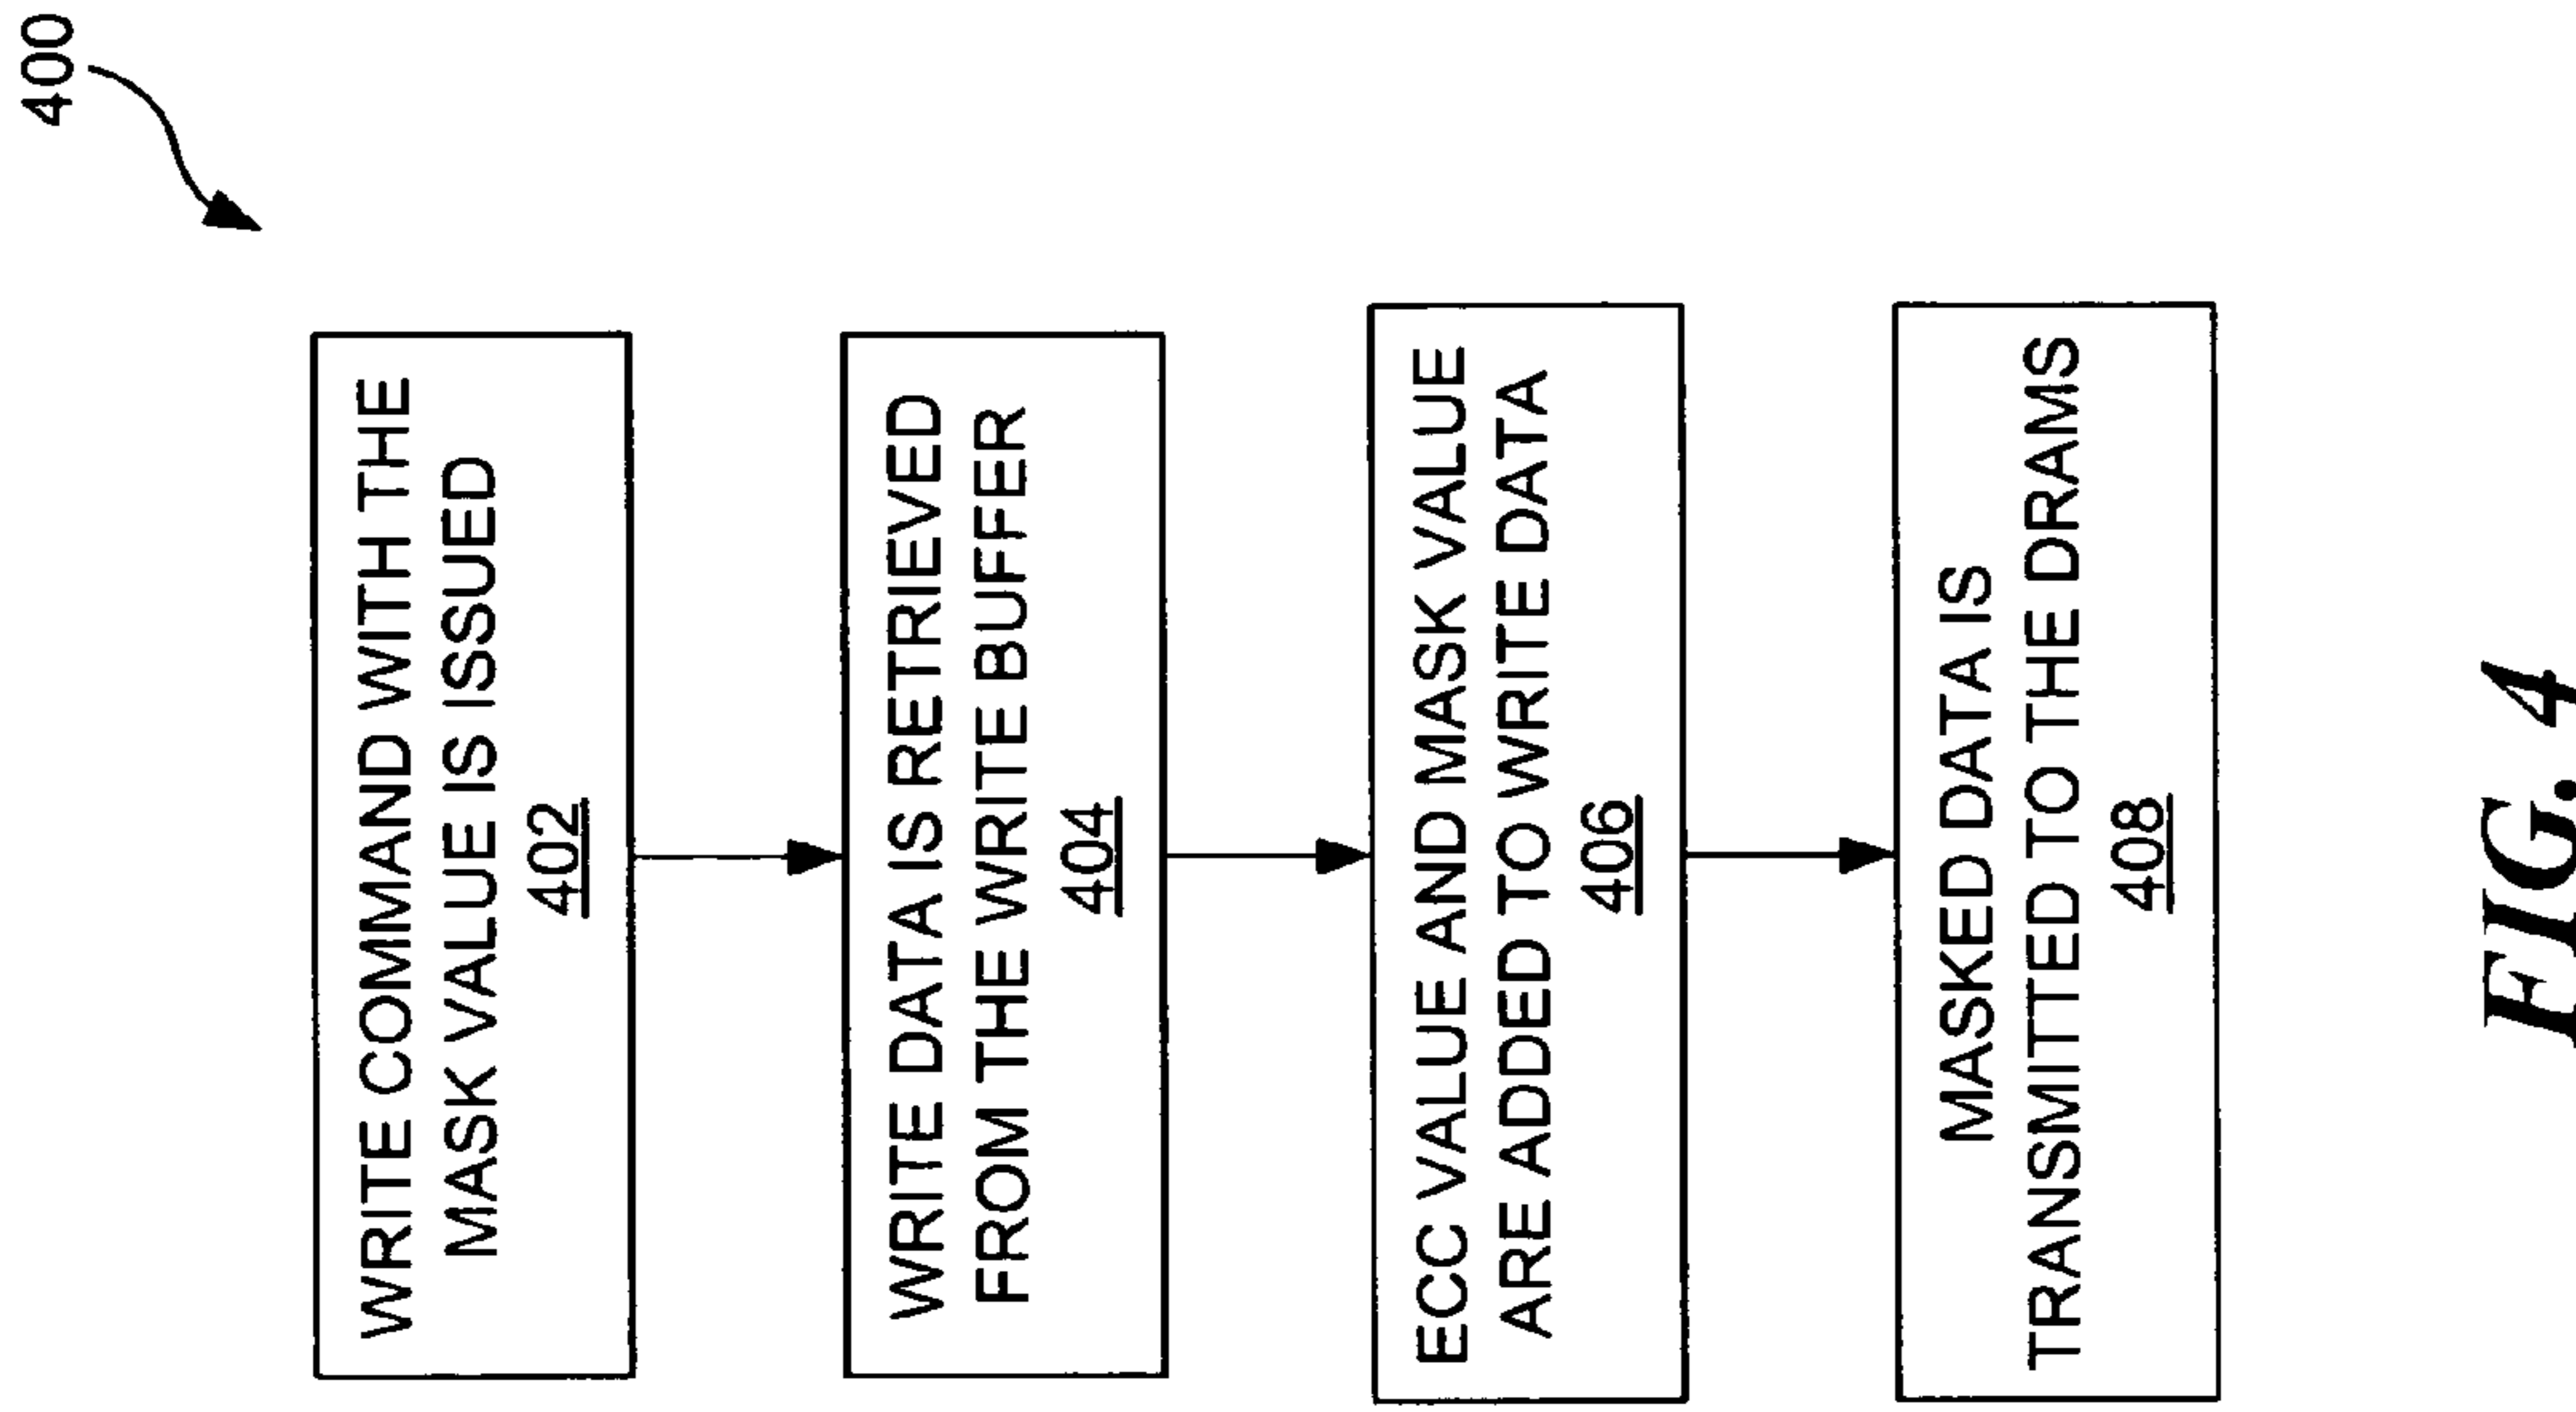 400
WRITE COMMAND WITH THE
MASK VALUE IS ISSUED
402
WRITE DATA IS RETRIEVED
FROM THE WRITE BUFFER
404
ECC VALUE AND MASK VALUE
ARE ADDED TO WRITE DATA
406
MASKED DATA IS
TRANSMITTED TO THE DRAMS
408
FIG. 4